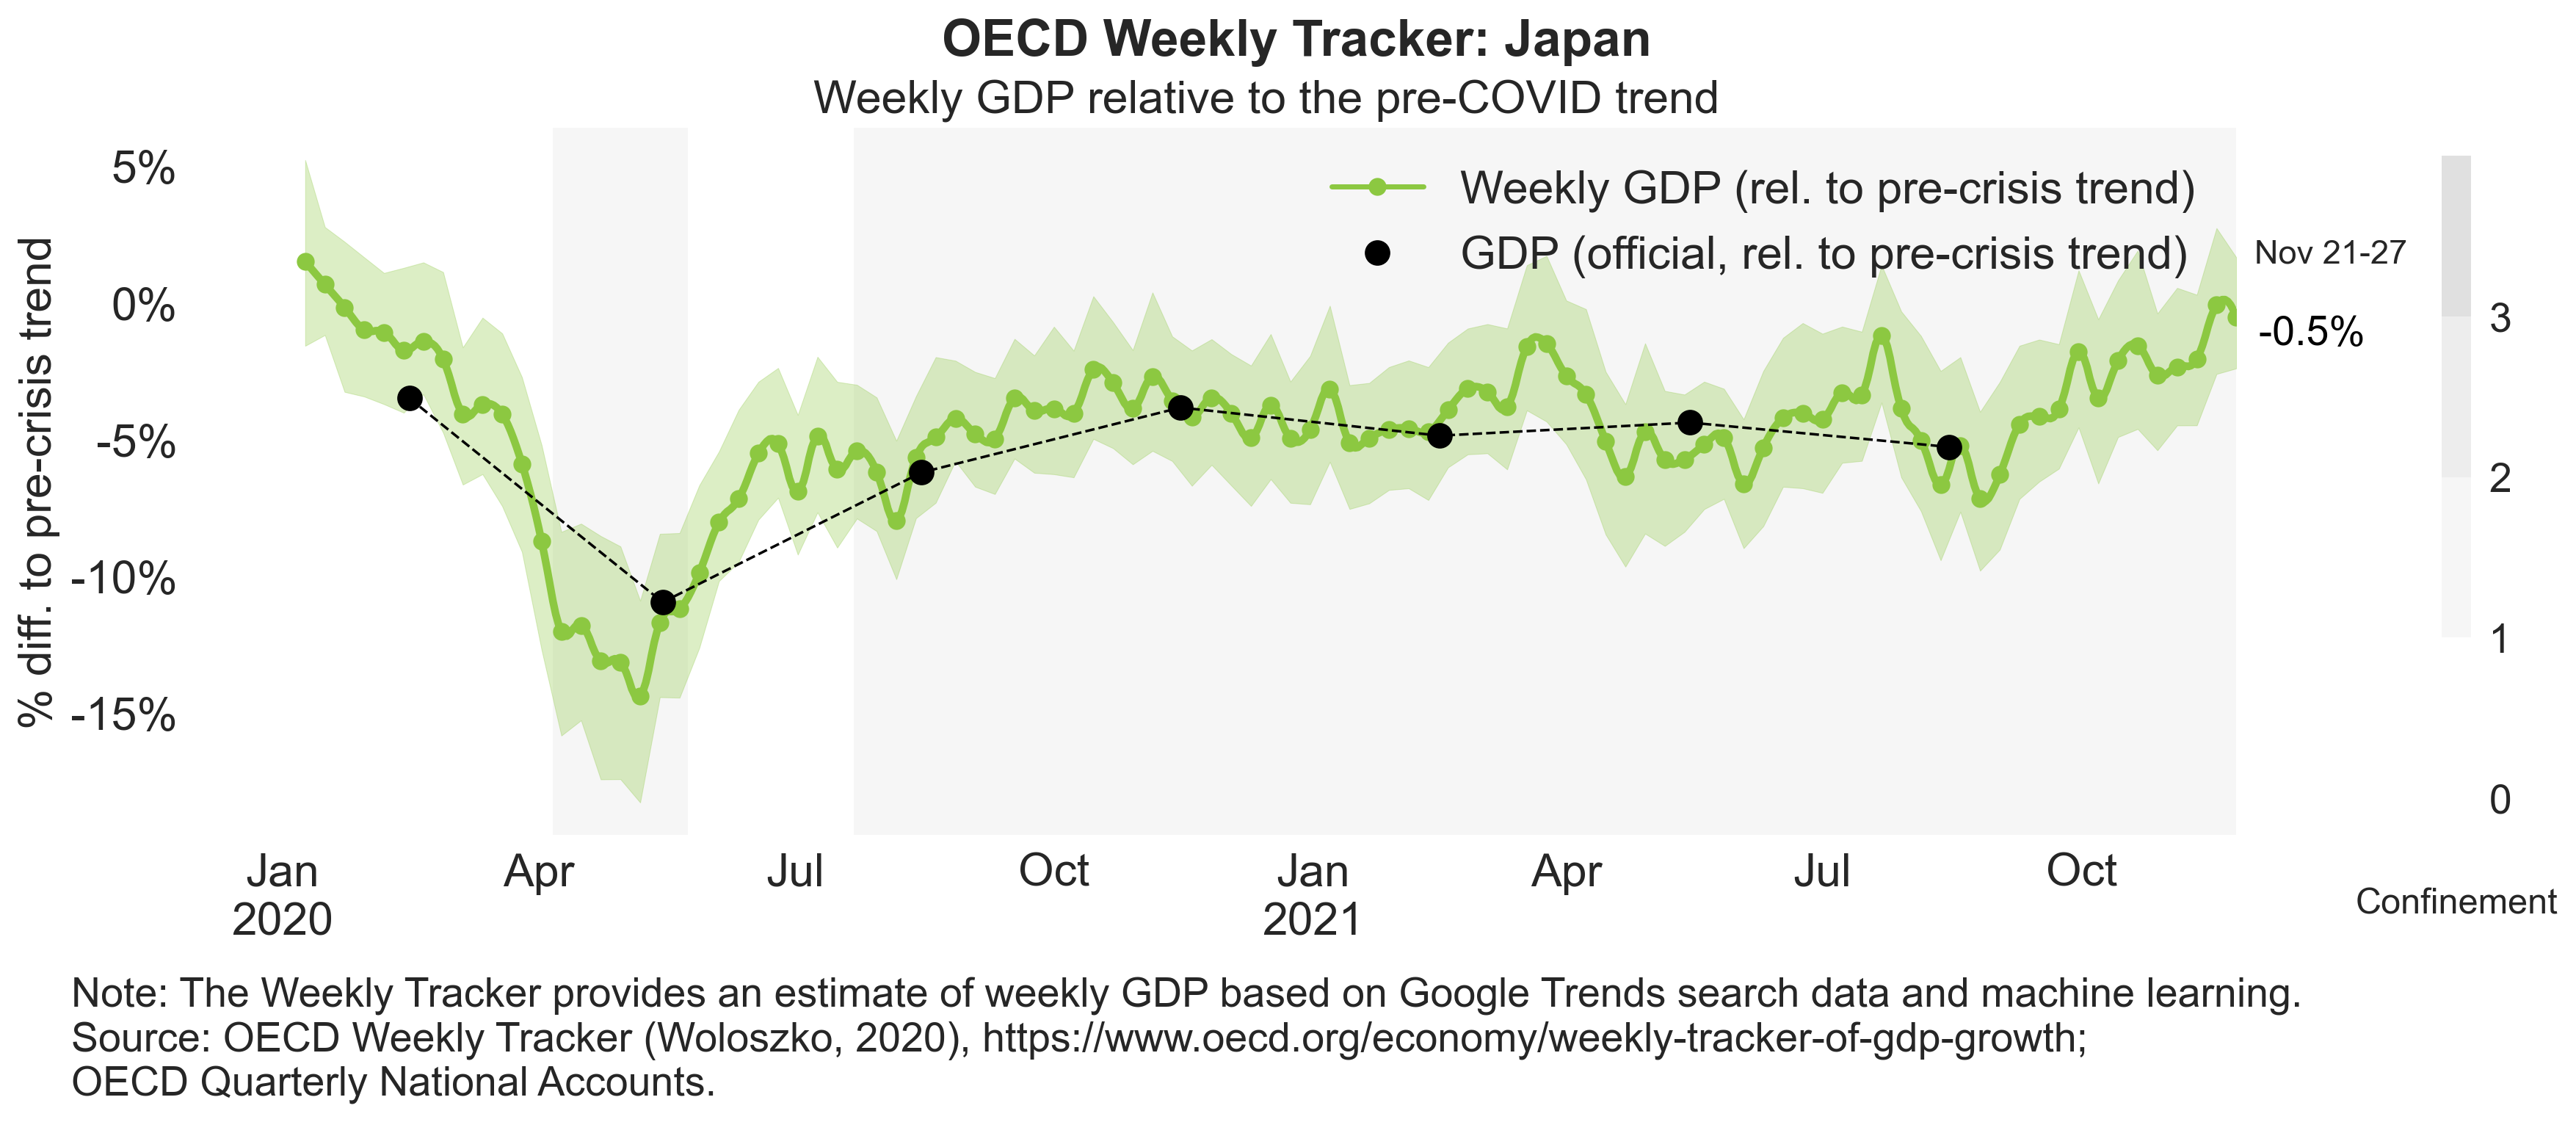 OECD Weekly Tracker: Japan
Weekly GDP relative to the pre-COVID trend
% diff. to pre-crisis trend
5%
0%
-5%
-10%
-15%
Weekly GDP (rel. to pre-crisis trend)
GDP (official, rel. to pre-crisis trend)
Nov 21-27
-0.5%
3
2
1
0
Confinement
Jan
2020
Apr
Jul
Oct
Jan
2021
Apr
Jul
Oct
Note: The Weekly Tracker provides an estimate of weekly GDP based on Google Trends search data and machine learning.
Source: OECD Weekly Tracker (Woloszko, 2020), https://www.oecd.org/economy/weekly-tracker-of-gdp-growth;
OECD Quarterly National Accounts.